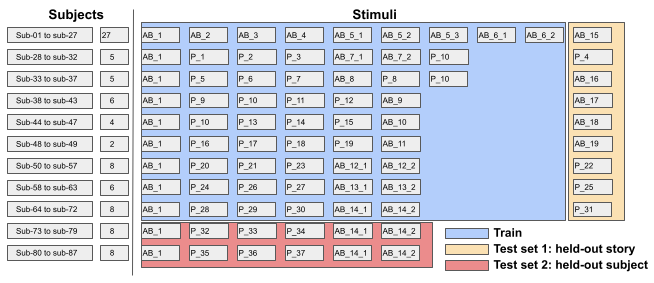 Subjects Stimuli
Sub-01 to sub-27 27 AB_1 AB_2 AB_3 AB_4 AB_5_1 AB_5_2 AB_5_3 AB_6_1 AB_6_2 AB_15
Sub-28 to sub-32 5 AB_1 P_1 P_2 P_3 AB_7_1 AB_7_2 P_10 P_4
Sub-33 to sub-37 5 AB_1 P_5 P_6 P_7 AB_8 P_8 P_10 AB_16
Sub-38 to sub-43 6 AB_1 P_9 P_10 P_11 P_12 AB_9 AB_17
Sub-44 to sub-47 4 AB_1 P_10 P_13 P_14 P_15 AB_10 AB_18
Sub-48 to sub-49 2 AB_1 P_16 P_17 P_18 P_19 AB_11 AB_19
Sub-50 to sub-57 8 AB_1 P_20 P_21 P_23 AB_12_1 AB_12_2 P_22
Sub-58 to sub-63 6 AB_1 P_24 P_26 P_27 AB_13_1 AB_13_2 P_25
Sub-64 to sub-72 8 AB_1 P_28 P_29 P_30 AB_14_1 AB_14_2 P_31
Sub-73 to sub-79 8 AB_1 P_32 P_33 P_34 AB_14_1 AB_14_2
Sub-80 to sub-87 8 AB_1 P_35 P_36 P_37 AB_14_1 AB_14_2
Train
Test set 1: held-out story
Test set 2: held-out subject